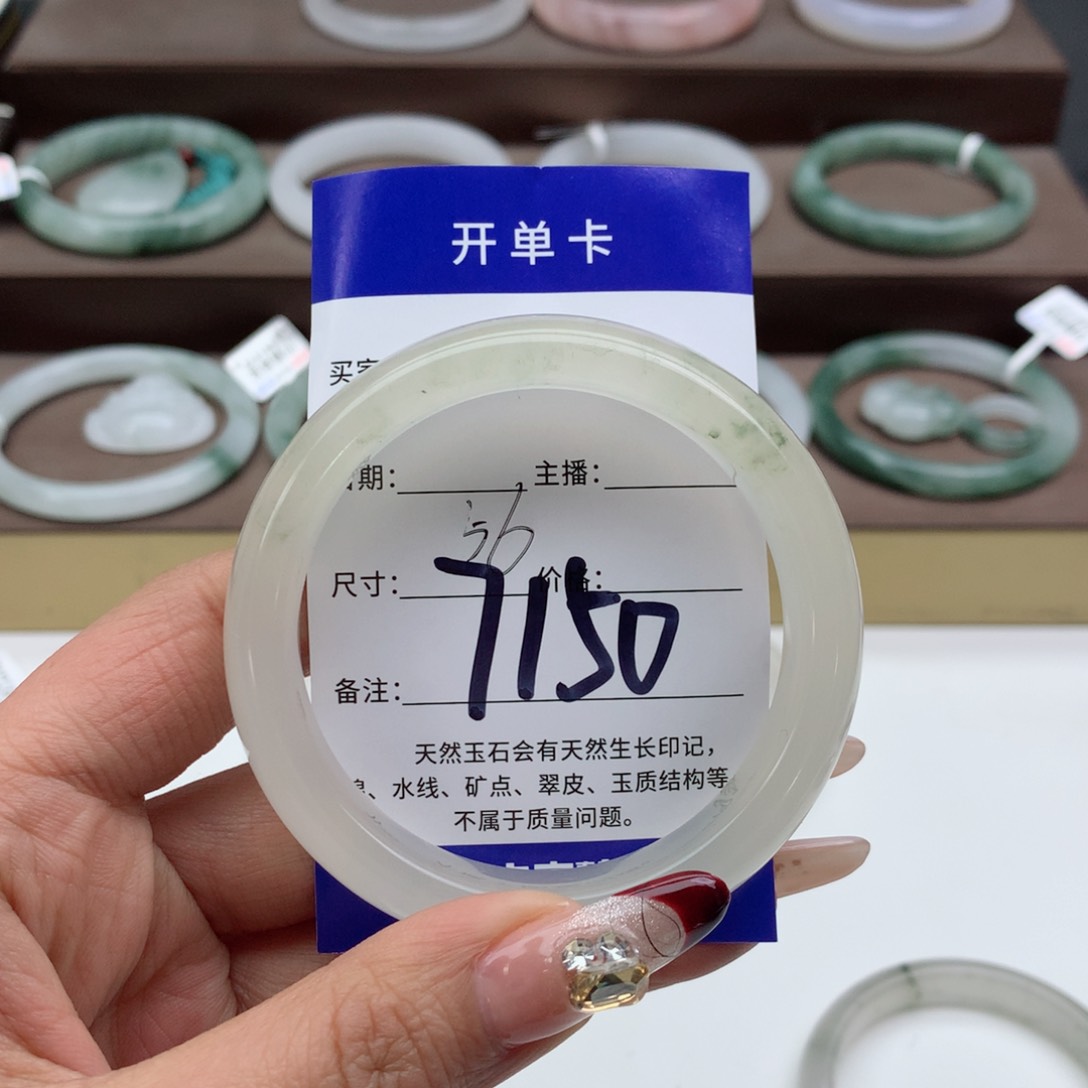 开单卡
买
期： 主播：
56
尺寸： 价格：
7150
备注：
天然玉石会有天然生长印记，
、水线、矿点、翠皮、玉质结构等
不属于质量问题。